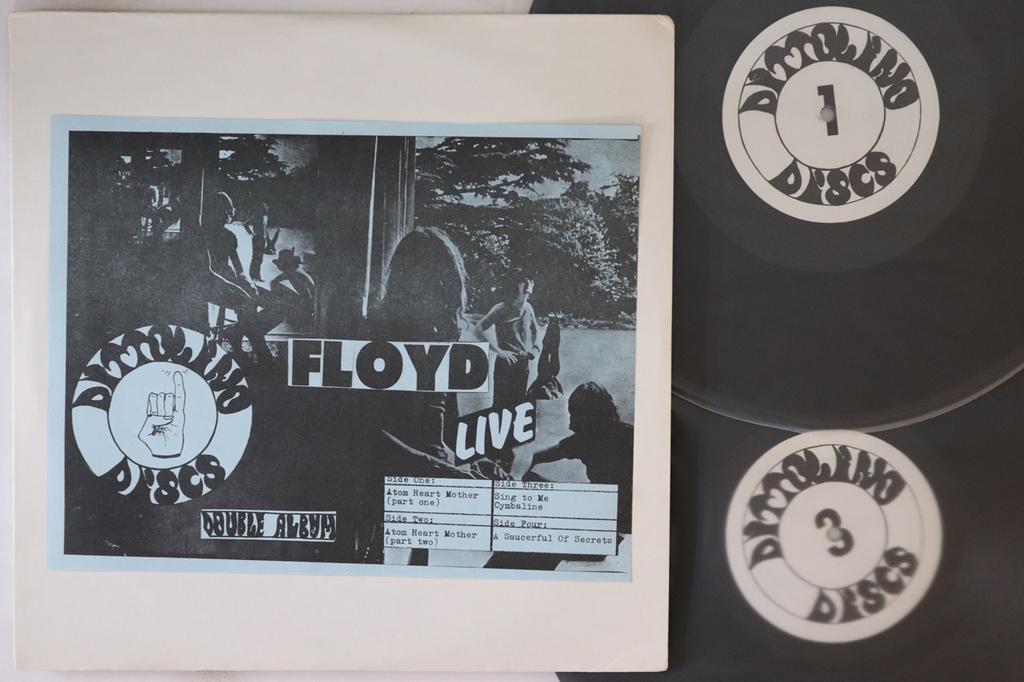 DITTOLINO
DISCS
FLOYD
LIVE
DOUBLE ALBUM
Side One:
Atom Heart Mother
(part one)
Side Two:
Atom Heart Mother
(part two)
Side Three:
Sing to Me
Cymbaline
Side Four:
A Saucerful Of Secrets
DITTOLINO
1
DISCS
DITTOLINO
3
DISCS